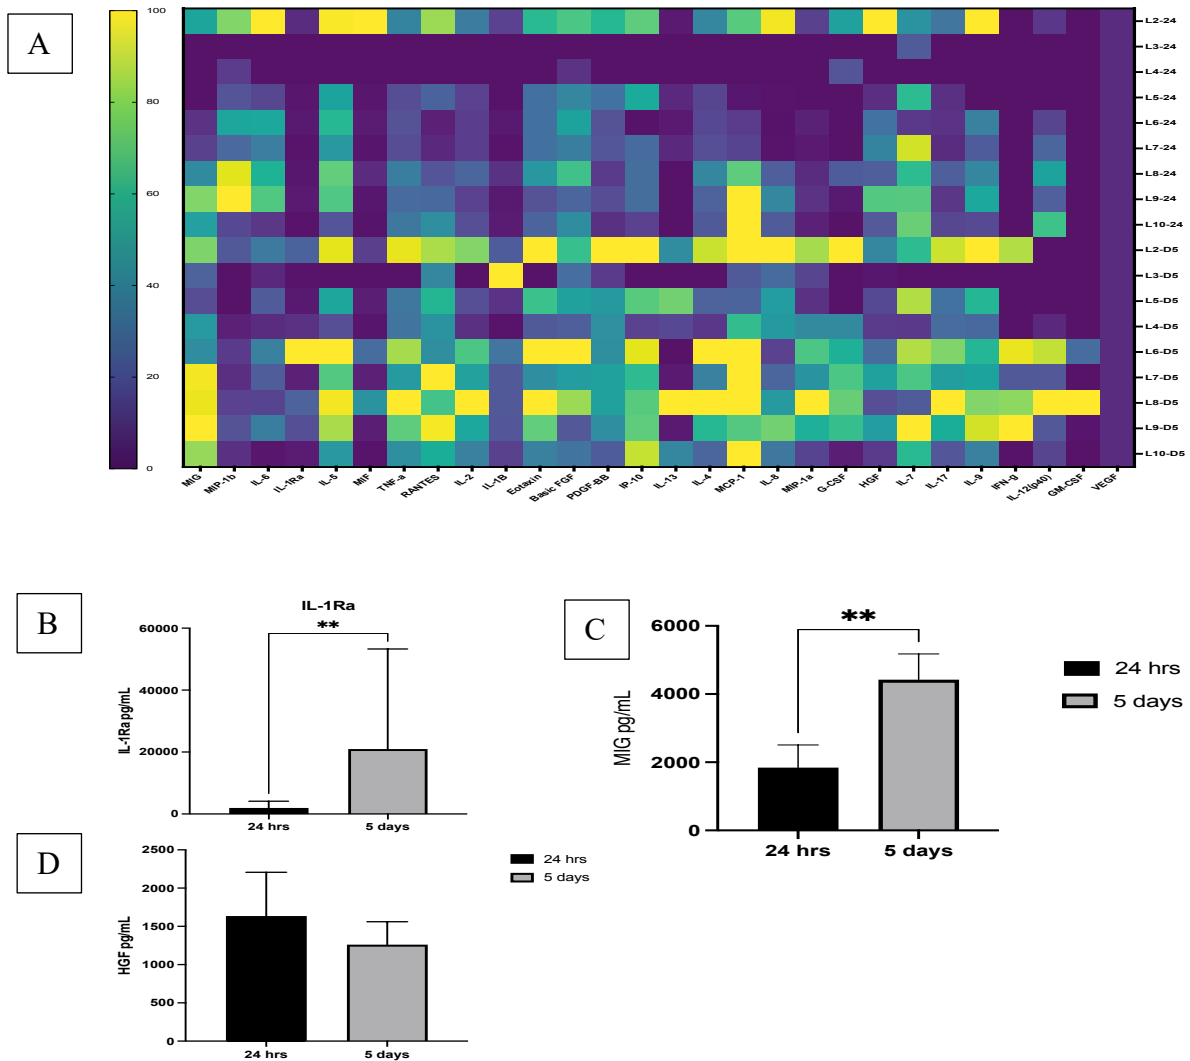 A
100
80
60
40
20
0
L2-24
L3-24
L4-24
L5-24
L6-24
L7-24
L8-24
L9-24
L10-24
L2-D5
L3-D5
L5-D5
L4-D5
L6-D5
L7-D5
L8-D5
L9-D5
L10-D5
MIG
MIP-1b
IL-6
IL-1Ra
IL-5
MIF
TNF-a
RANTES
IL-2
IL-1B
Eotaxin
Basic FGF
PDGF-BB
IP-10
IL-13
IL-4
MCP-1
IL-8
MIP-1a
G-CSF
HGF
IL-7
IL-17
IL-9
IFN-g
IL-12(p40)
GM-CSF
VEGF
B
IL-1Ra
**
60000
40000
20000
0
IL-1Ra pg/mL
24 hrs 5 days
C
**
6000
4000
2000
0
MIG pg/mL
24 hrs 5 days
24 hrs
5 days
D
2500
2000
1500
1000
500
0
HGF pg/mL
24 hrs 5 days
24 hrs
5 days